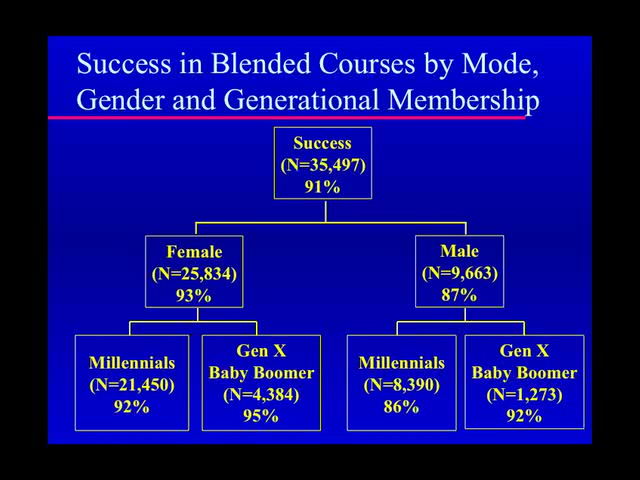 Success in Blended Courses by Mode,
Gender and Generational Membership
Success
(N=35,497)
91%
Female
(N=25,834)
93%
Male
(N=9,663)
87%
Millennials
(N=21,450)
92%
Gen X
Baby Boomer
(N=4,384)
95%
Millennials
(N=8,390)
86%
Gen X
Baby Boomer
(N=1,273)
92%